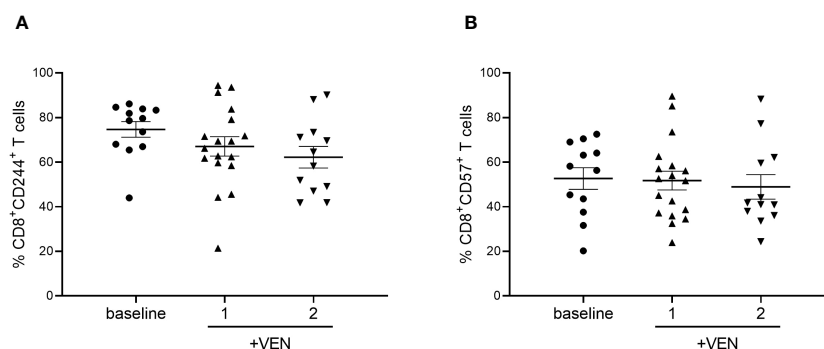 A
% CD8⁺CD244⁺ T cells
100
80
60
40
20
0
baseline
1
2
+VEN
B
% CD8⁺CD57⁺ T cells
100
80
60
40
20
0
baseline
1
2
+VEN